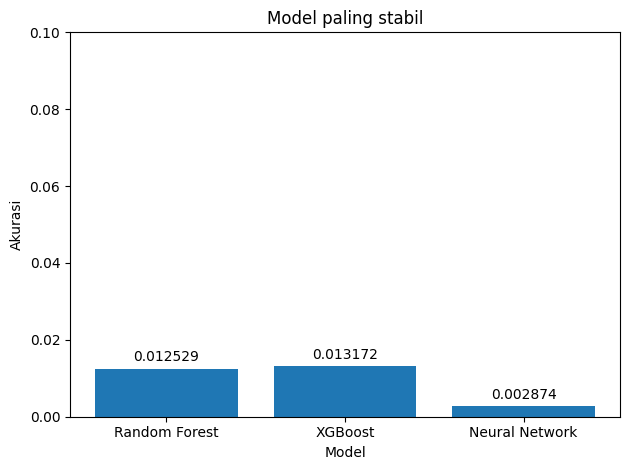 Model paling stabil
0.10
0.08
0.06
0.04
0.02
0.00
Akurasi
0.012529
0.013172
0.002874
Random Forest
XGBoost
Neural Network
Model